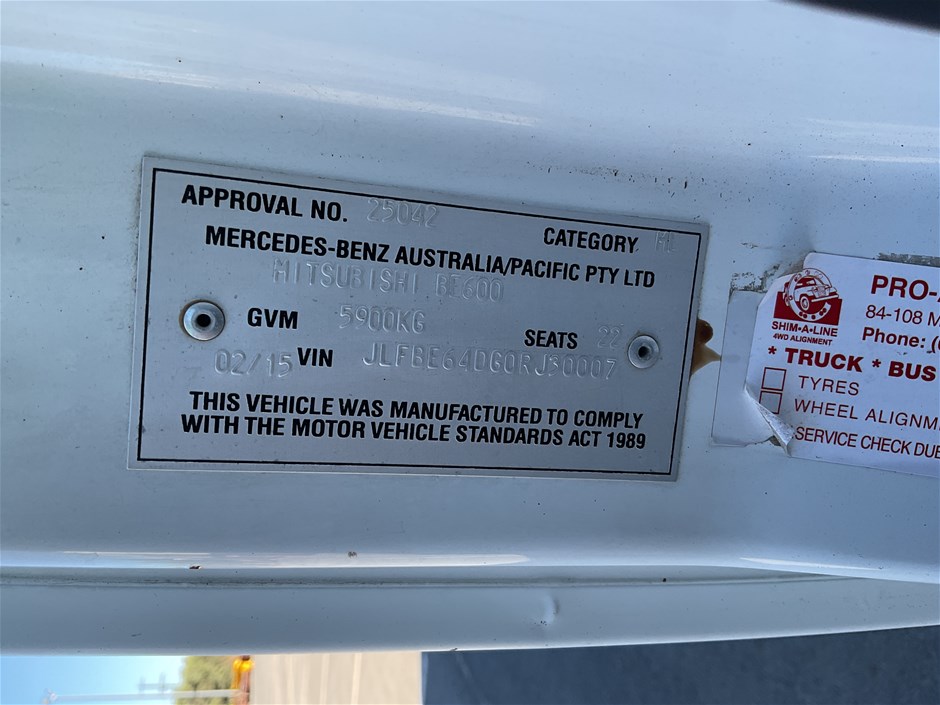 APPROVAL NO. 25042
CATEGORY
MERCEDES-BENZ AUSTRALIA/PACIFIC PTY LTD
MITSUBISHI BE600
GVM 5900KG
SEATS 22
02/15 VIN JLFBE64DG0RJ30007
THIS VEHICLE WAS MANUFACTURED TO COMPLY
WITH THE MOTOR VEHICLE STANDARDS ACT 1989
SHIM•A•LINE
4WD ALIGNMENT
PRO-
84-108 M
Phone: (
* TRUCK * BUS
TYRES
WHEEL ALIGNM
SERVICE CHECK DUE